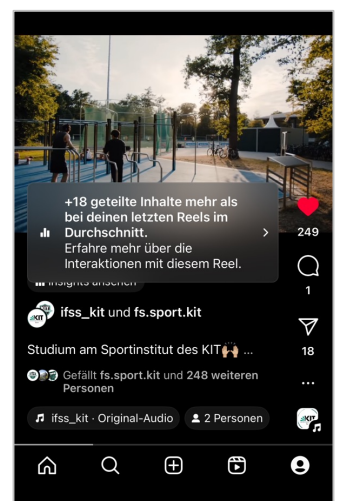 +18 geteilte Inhalte mehr als
bei deinen letzten Reels im
Durchschnitt.
Erfahre mehr über die
Interaktionen mit diesem Reel.
249
Insights ansehen
1
ifss_kit und fs.sport.kit
18
Studium am Sportinstitut des KIT🙌🏼 ...
Gefällt fs.sport.kit und 248 weiteren
Personen
ifss_kit · Original-Audio
2 Personen